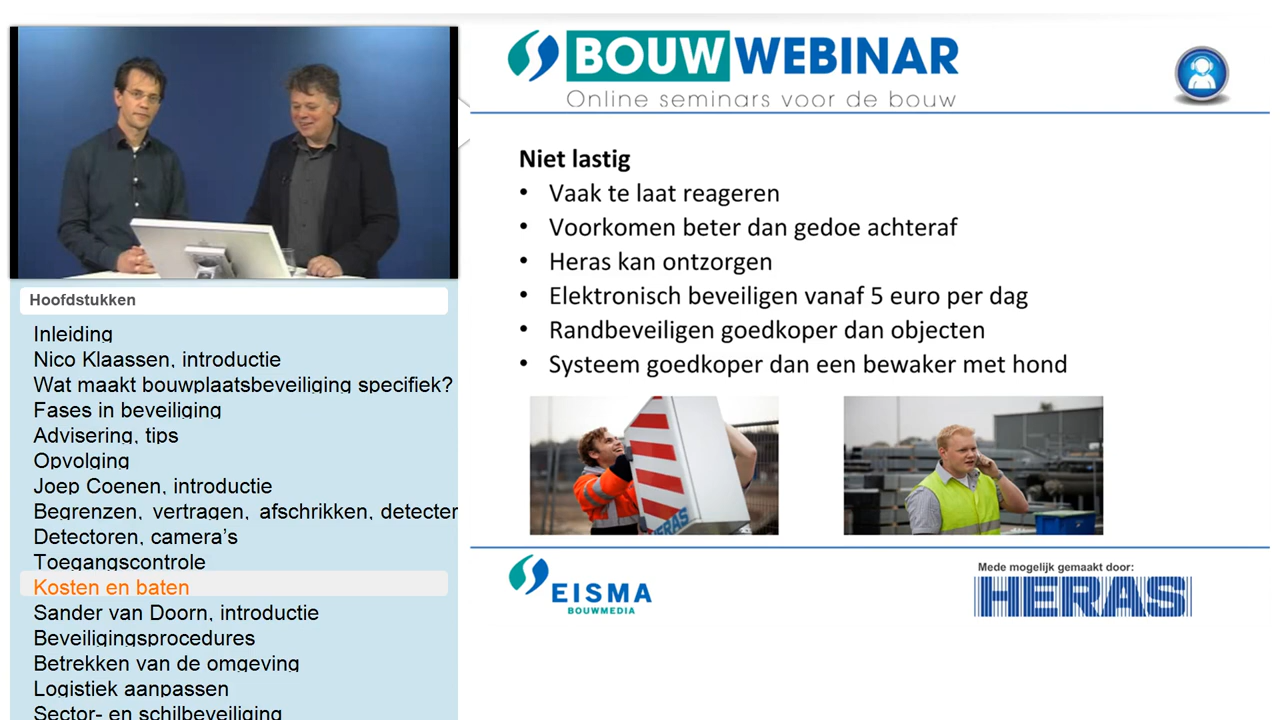 BOUW WEBINAR
Online seminars voor de bouw
Niet lastig
• Vaak te laat reageren
• Voorkomen beter dan gedoe achteraf
• Heras kan ontzorgen
• Elektronisch beveiligen vanaf 5 euro per dag
• Randbeveiligen goedkoper dan objecten
• Systeem goedkoper dan een bewaker met hond
HERAS
EISMA
BOUWMEDIA
Mede mogelijk gemaakt door:
HERAS
Hoofdstukken
Inleiding
Nico Klaassen, introductie
Wat maakt bouwplaatsbeveiliging specifiek?
Fases in beveiliging
Advisering, tips
Opvolging
Joep Coenen, introductie
Begrenzen, vertragen, afschrikken, detecter
Detectoren, camera's
Toegangscontrole
Kosten en baten
Sander van Doorn, introductie
Beveiligingsprocedures
Betrekken van de omgeving
Logistiek aanpassen
Sector- en schilbeveiliging